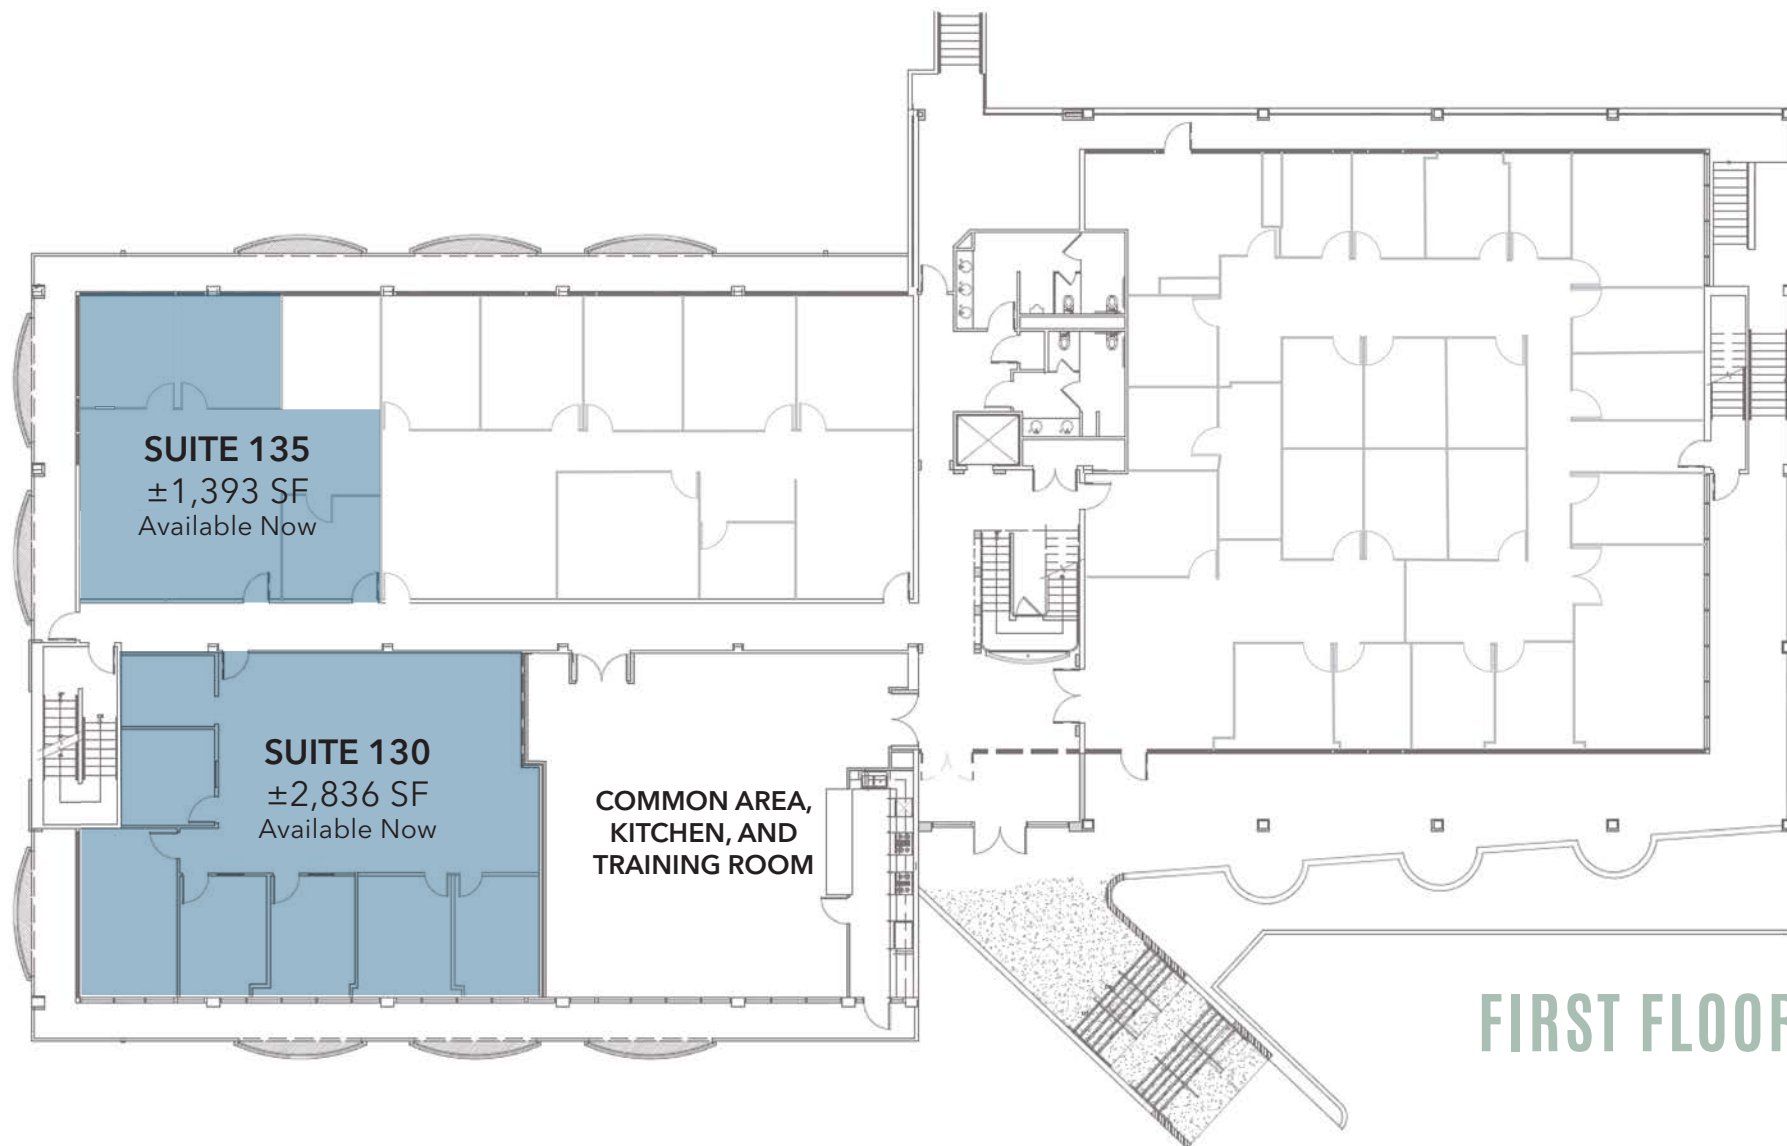 SUITE 135
±1,393 SF
Available Now
SUITE 130
±2,836 SF
Available Now
COMMON AREA,
KITCHEN, AND
TRAINING ROOM
FIRST FLOOR